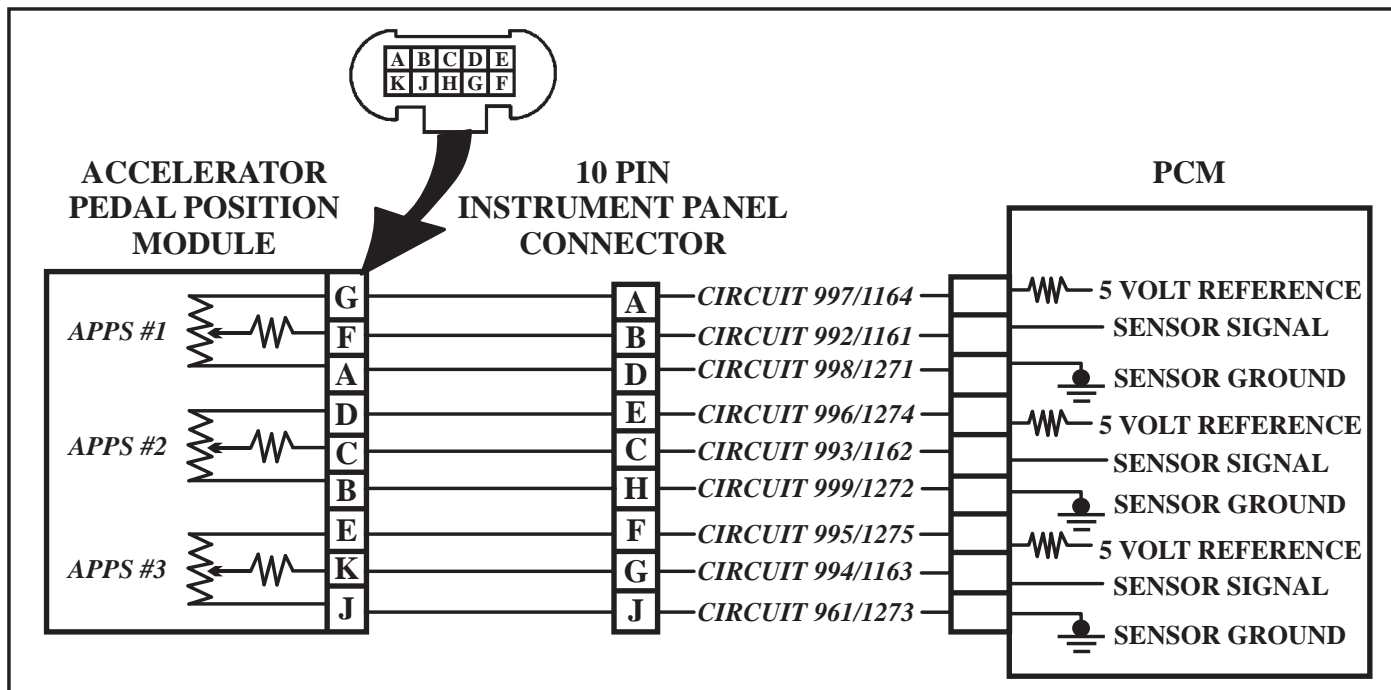 A B C D E
K J H G F
ACCELERATOR
PEDAL POSITION
MODULE
10 PIN
INSTRUMENT PANEL
CONNECTOR
PCM
APPS #1
G
F
A
APPS #2
D
C
B
APPS #3
E
K
J
A
B
D
E
C
H
F
G
J
CIRCUIT 997/1164
CIRCUIT 992/1161
CIRCUIT 998/1271
CIRCUIT 996/1274
CIRCUIT 993/1162
CIRCUIT 999/1272
CIRCUIT 995/1275
CIRCUIT 994/1163
CIRCUIT 961/1273
5 VOLT REFERENCE
SENSOR SIGNAL
SENSOR GROUND
5 VOLT REFERENCE
SENSOR SIGNAL
SENSOR GROUND
5 VOLT REFERENCE
SENSOR SIGNAL
SENSOR GROUND